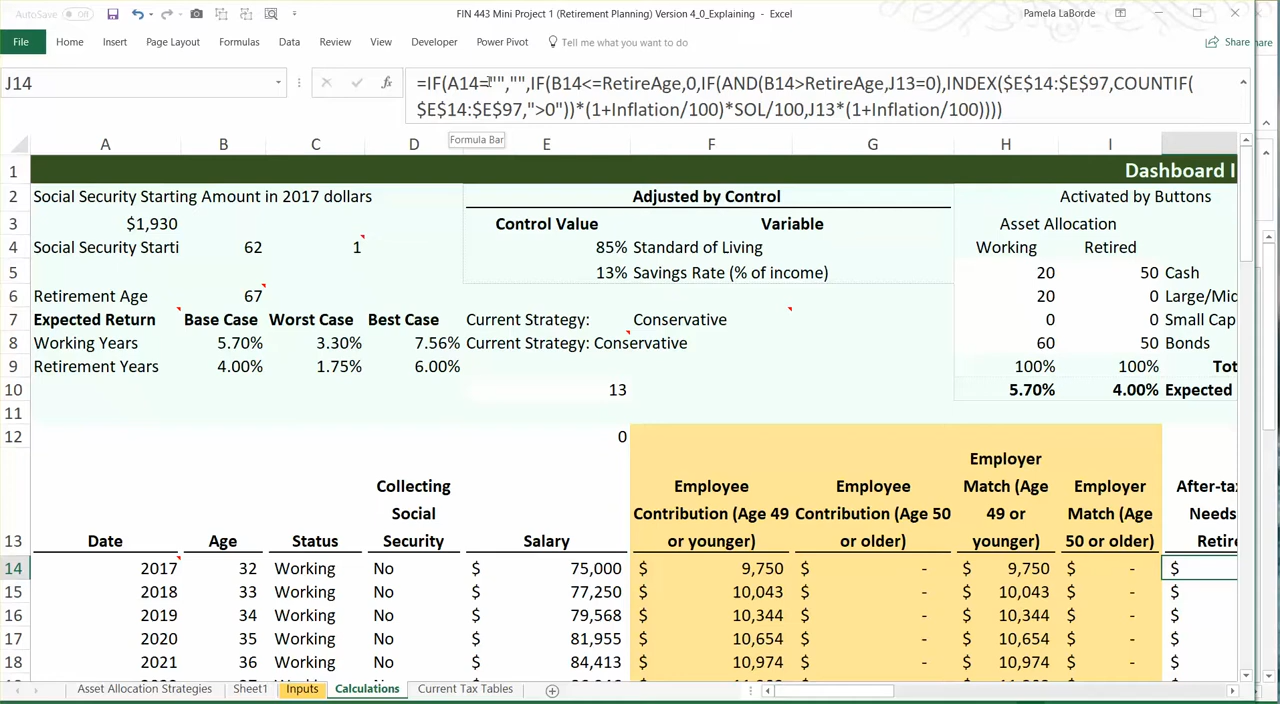 AutoSave Off FIN 443 Mini Project 1 (Retirement Planning) Version 4_0_Explaining - Excel Pamela LaBorde
File Home Insert Page Layout Formulas Data Review View Developer Power Pivot Tell me what you want to do Share hare
J14 fx =IF(A14="","",IF(B14<=RetireAge,0,IF(AND(B14>RetireAge,J13=0),INDEX($E$14:$E$97,COUNTIF(
$E$14:$E$97,">0"))*(1+Inflation/100)*SOL/100,J13*(1+Inflation/100))))
Formula Bar
A B C D E F G H I
1 Dashboard I
2 Social Security Starting Amount in 2017 dollars Adjusted by Control Activated by Buttons
3 $1,930 Control Value Variable Asset Allocation
4 Social Security Starti 62 1 85% Standard of Living Working Retired
5 13% Savings Rate (% of income) 20 50 Cash
6 Retirement Age 67 20 0 Large/Mid
7 Expected Return Base Case Worst Case Best Case Current Strategy: Conservative 0 0 Small Cap
8 Working Years 5.70% 3.30% 7.56% Current Strategy: Conservative 60 50 Bonds
9 Retirement Years 4.00% 1.75% 6.00% 100% 100% Tot
10 13 5.70% 4.00% Expected
11
12 0
Employer
Collecting Employee Employee Match (Age Employer After-ta
Social Contribution (Age 49 Contribution (Age 50 49 or Match (Age Needs
13 Date Age Status Security Salary or younger) or older) younger) 50 or older) Retire
14 2017 32 Working No $ 75,000 $ 9,750 $ - $ 9,750 $ - $
15 2018 33 Working No $ 77,250 $ 10,043 $ - $ 10,043 $ - $
16 2019 34 Working No $ 79,568 $ 10,344 $ - $ 10,344 $ - $
17 2020 35 Working No $ 81,955 $ 10,654 $ - $ 10,654 $ - $
18 2021 36 Working No $ 84,413 $ 10,974 $ - $ 10,974 $ - $
Asset Allocation Strategies Sheet1 Inputs Calculations Current Tax Tables